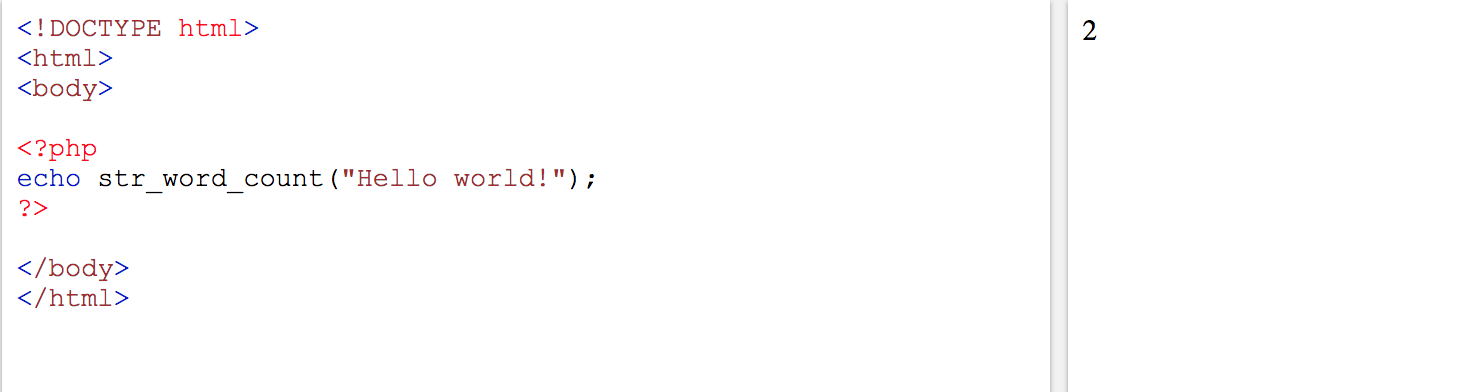 <!DOCTYPE html>
<html>
<body>
<?php
echo str_word_count("Hello world!");
?>
</body>
</html>
2